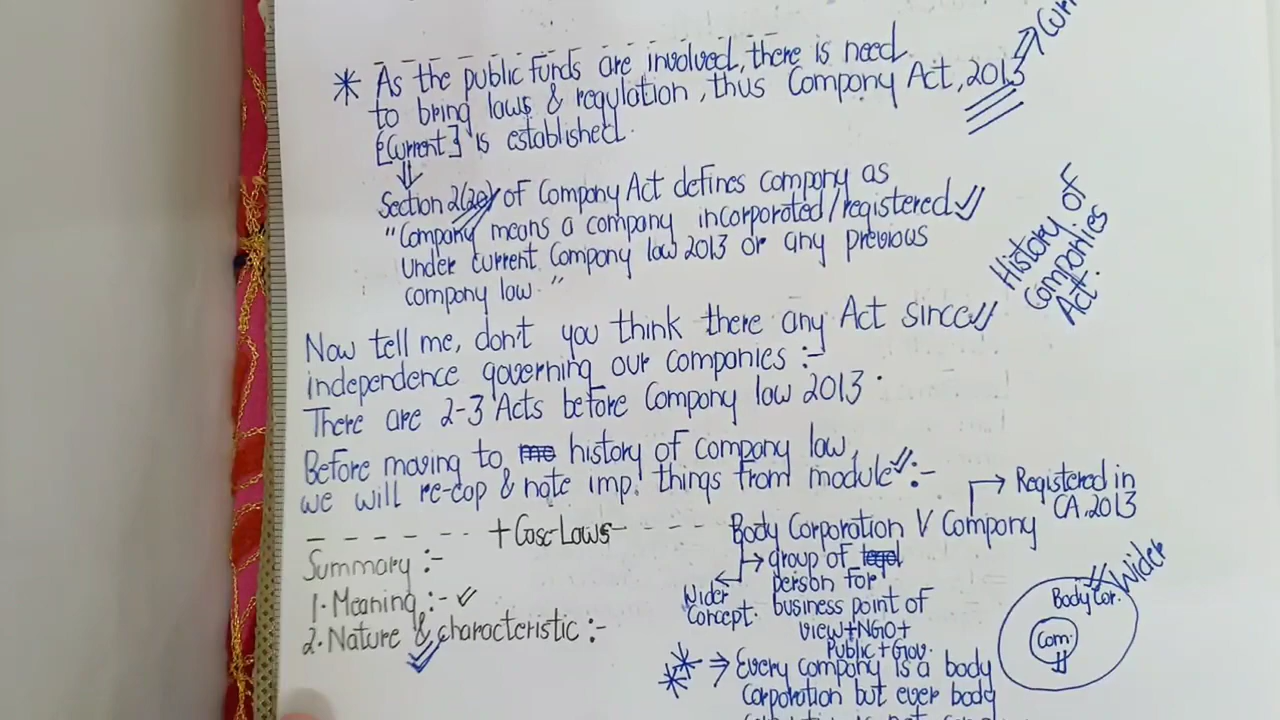 * As the public funds are involved, there is need
to bring laws & regulation, thus Company Act, 2013
[Current] is established.
Section 2(20) of Company Act defines company as
"Company means a company incorporated/registered
under current Company law 2013 or any previous
company law."
History of
Companies
Act.
Now tell me, don't you think there any Act since
independence governing our companies :-
There are 2-3 Acts before Company law 2013.
Before moving to history of company law,
we will re-cap & note imp. things from module :-
+ Case-Laws
Summary :-
1. Meaning :-
2. Nature & characteristic :-
Body Corporation V Company
Registered in
CA.2013
group of
person for
business point of
view+NGO+
Public+Gov.
Wider
Concept.
Body Cor.
Wider
Com.
** ⇒ Every company is a body
Corporation but ever body